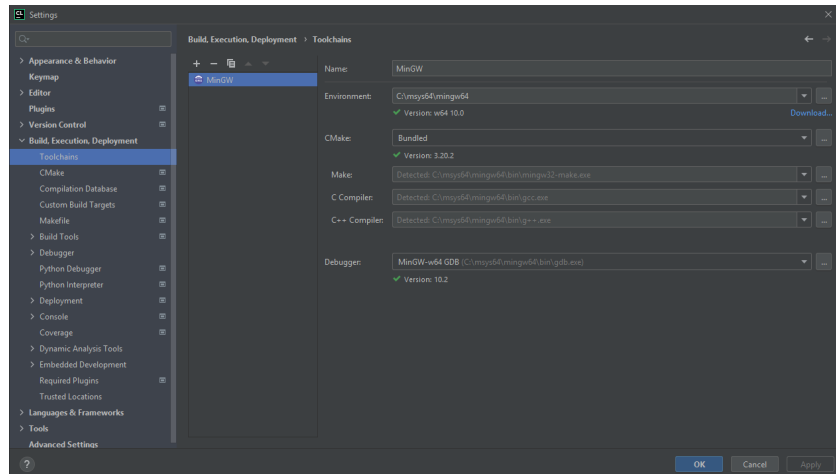 CL Settings
Appearance & Behavior
Keymap
Editor
Plugins
Version Control
Build, Execution, Deployment
Toolchains
CMake
Compilation Database
Custom Build Targets
Makefile
Build Tools
Debugger
Python Debugger
Python Interpreter
Deployment
Console
Coverage
Dynamic Analysis Tools
Embedded Development
Required Plugins
Trusted Locations
Languages & Frameworks
Tools
Advanced Settings
?
Build, Execution, Deployment › Toolchains
MinGW
Name: MinGW
Environment: C:\msys64\mingw64 ...
Version: w64 10.0 Download...
CMake: Bundled ...
Version: 3.20.2
Make: Detected: C:\msys64\mingw64\bin\mingw32-make.exe ...
C Compiler: Detected: C:\msys64\mingw64\bin\gcc.exe ...
C++ Compiler: Detected: C:\msys64\mingw64\bin\g++.exe ...
Debugger: MinGW-w64 GDB (C:\msys64\mingw64\bin\gdb.exe) ...
Version: 10.2
OK Cancel Apply